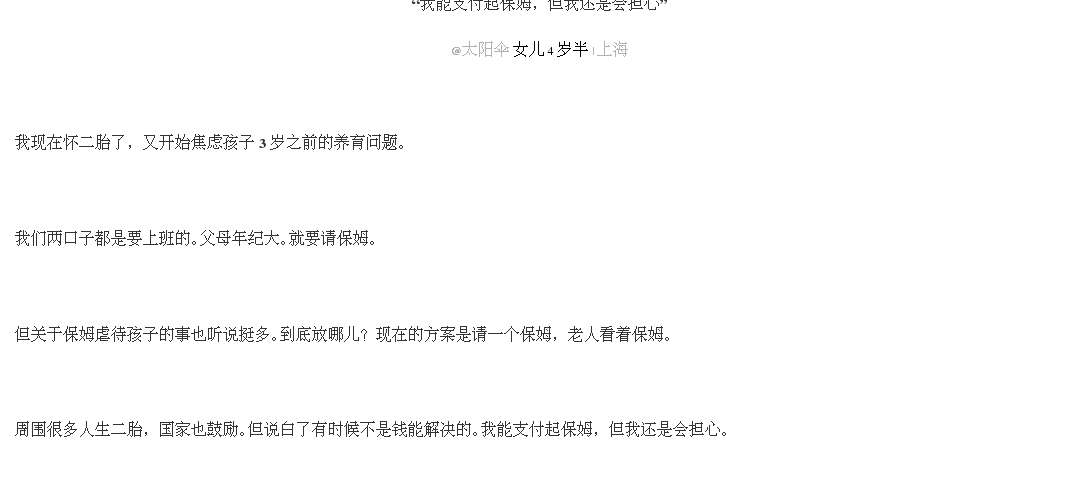 “我能支付起保姆，但我还是会担心”
@太阳伞 女儿 4 岁半 | 上海
我现在怀二胎了，又开始焦虑孩子 3 岁之前的养育问题。
我们两口子都是要上班的。父母年纪大。就要请保姆。
但关于保姆虐待孩子的事也听说挺多。到底放哪儿？现在的方案是请一个保姆，老人看着保姆。
周围很多人生二胎，国家也鼓励。但说白了有时候不是钱能解决的。我能支付起保姆，但我还是会担心。